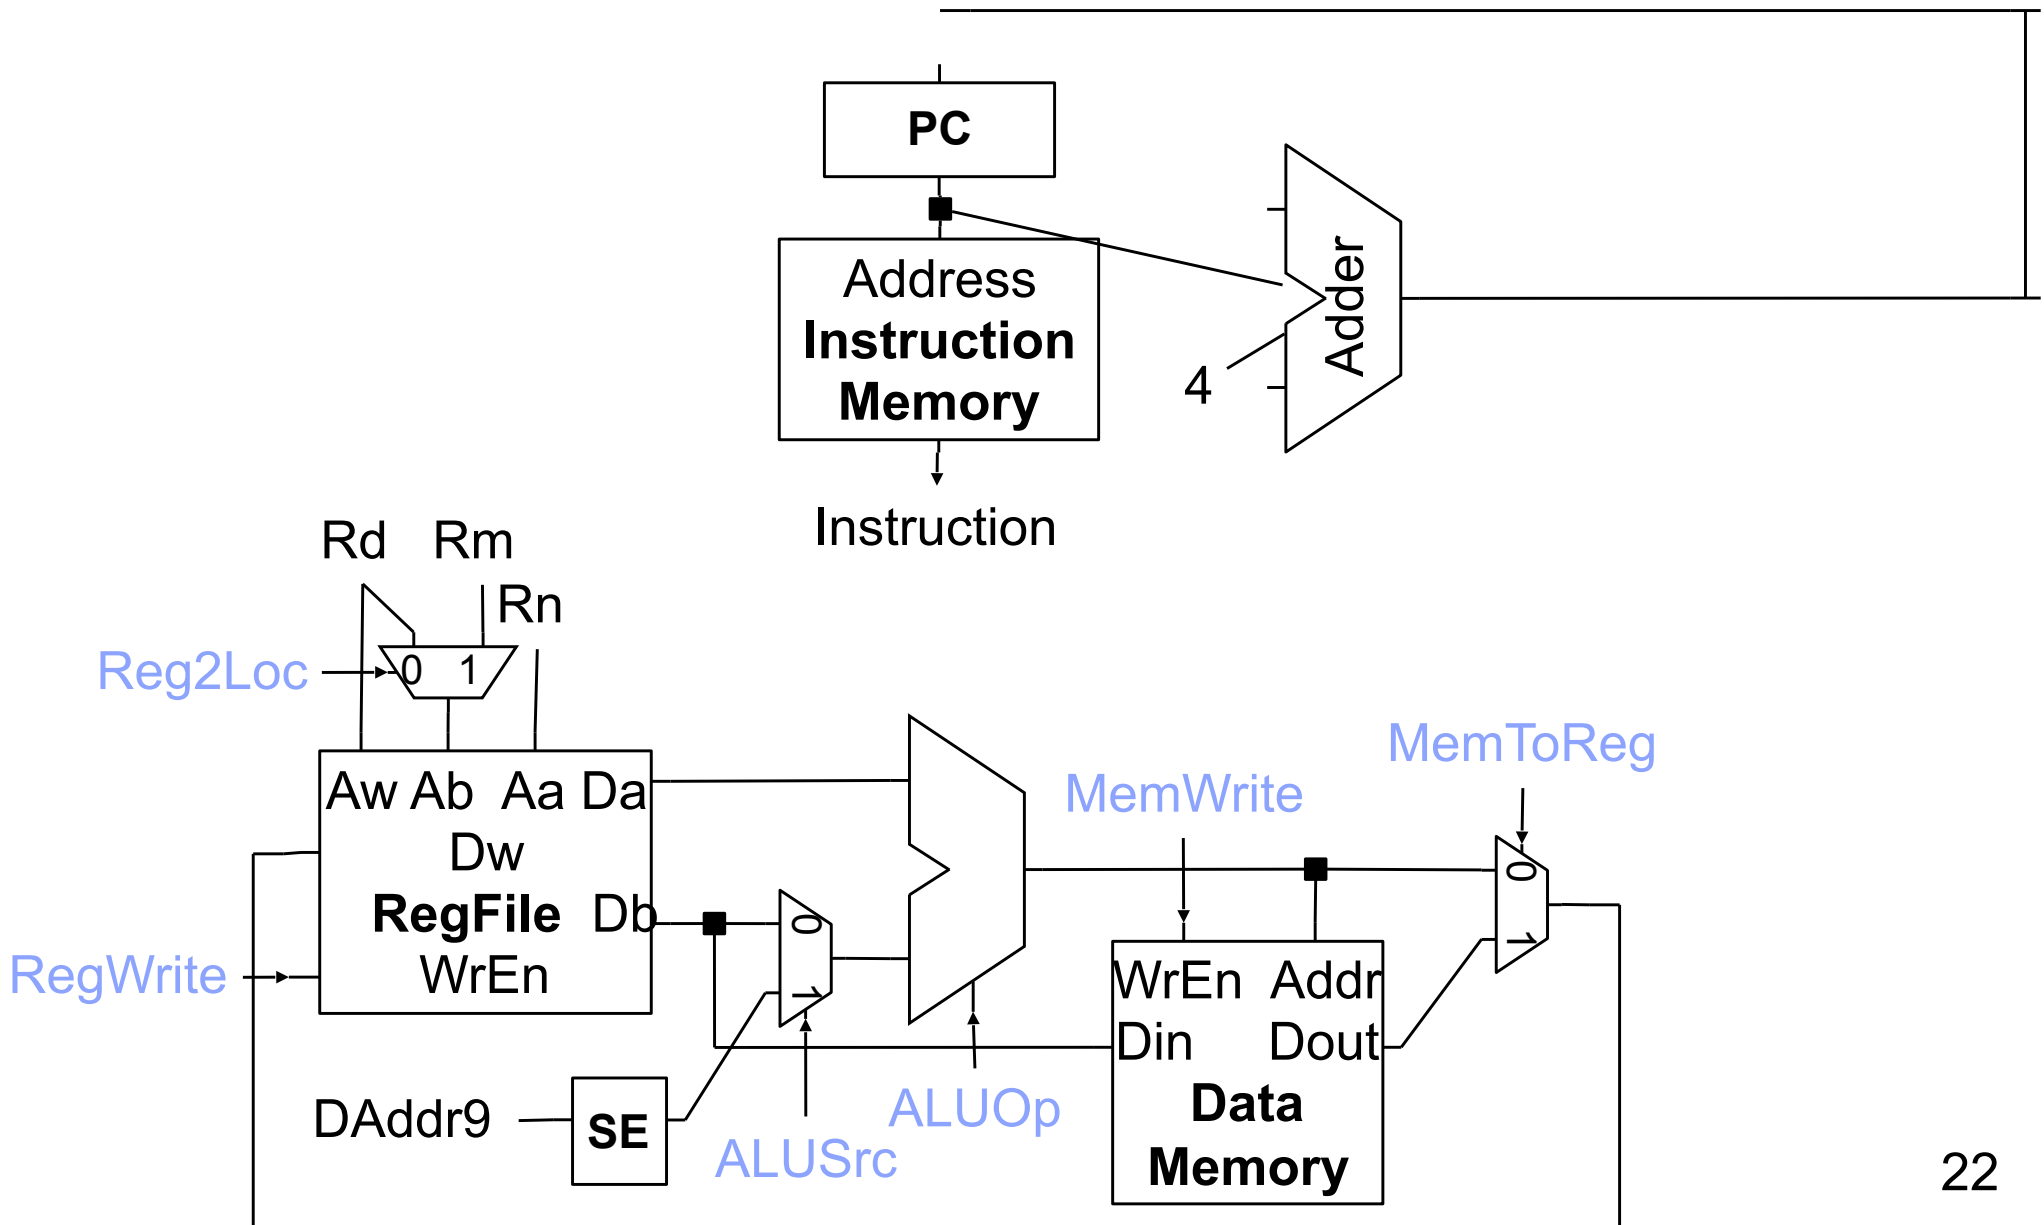 PC
Address
Instruction
Memory
Adder
4
Instruction
Rd Rm
Rn
Reg2Loc
0 1
MemToReg
MemWrite
Aw Ab Aa Da
Dw
RegFile Db
WrEn
RegWrite
0
1
0
1
WrEn Addr
Din Dout
Data
Memory
DAddr9
SE
ALUOp
ALUSrc
22